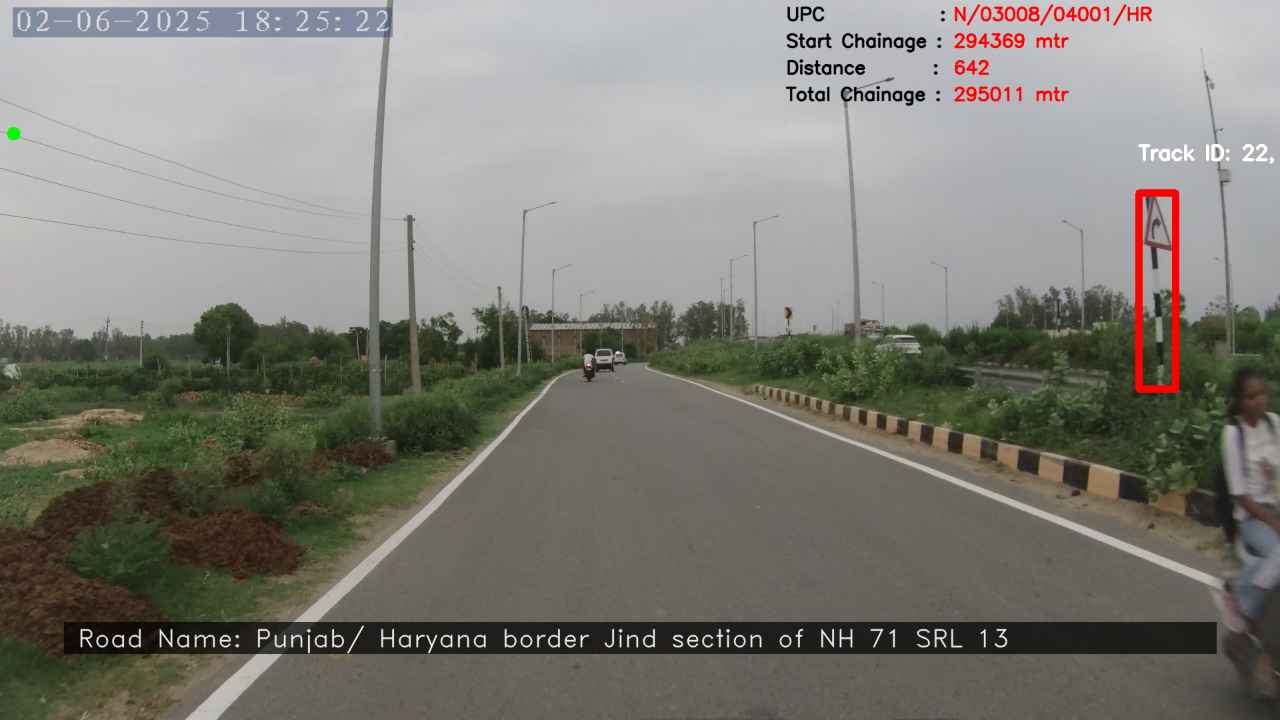 02-06-2025 18:25:22
UPC : N/03008/04001/HR
Start Chainage : 294369 mtr
Distance : 642
Total Chainage : 295011 mtr
Track ID: 22,
Road Name: Punjab/ Haryana border Jind section of NH 71 SRL 13